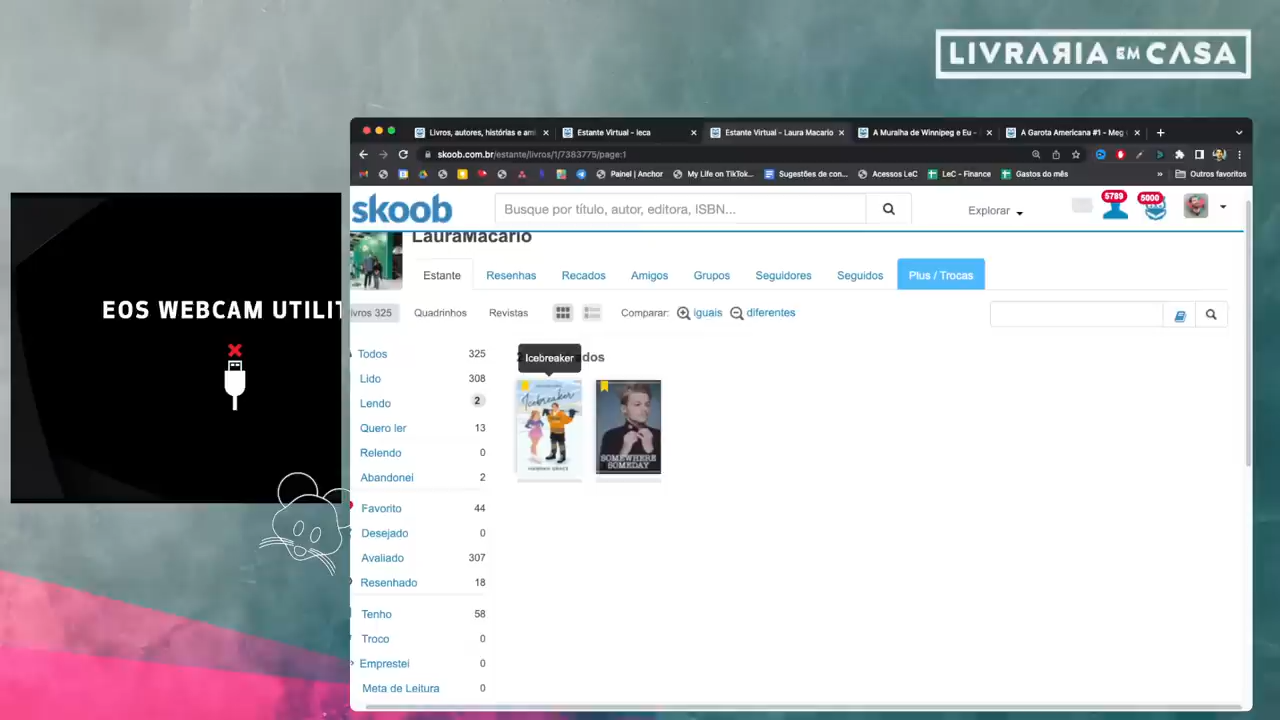 LIVRARIA EM CASA
Livros, autores, histórias e ami
Estante Virtual - leca
Estante Virtual - Laura Macario
A Muralha de Winnipeg e Eu -
A Garota Americana #1 - Meg
skoob.com.br/estante/livros/1/7383775/page:1
Painel | Anchor
My Life on TikTok...
Sugestões de con...
Acessos LeC
LeC - Finance
Gastos do mês
»
Outros favoritos
skoob
Busque por título, autor, editora, ISBN...
Explorar
5789
5000
LauraMacario
Estante
Resenhas
Recados
Amigos
Grupos
Seguidores
Seguidos
Plus / Trocas
ivros 325
Quadrinhos
Revistas
Comparar:
iguais
diferentes
EOS WEBCAM UTILIT
Todos 325
Lido 308
Lendo 2
Quero ler 13
Relendo 0
Abandonei 2
Favorito 44
Desejado 0
Avaliado 307
Resenhado 18
Tenho 58
Troco 0
Emprestei 0
Meta de Leitura 0
Icebreaker
dos
Icebreaker
HANNAH GRACE
SOMEWHERE
SOMEDAY